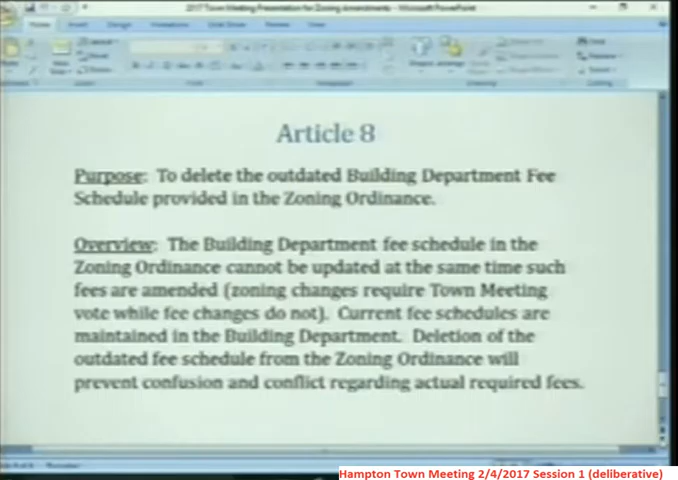 2017 Town Meeting Presentation for Zoning Amendments - Microsoft PowerPoint
Article 8
Purpose: To delete the outdated Building Department Fee
Schedule provided in the Zoning Ordinance.
Overview: The Building Department fee schedule in the
Zoning Ordinance cannot be updated at the same time such
fees are amended (zoning changes require Town Meeting
vote while fee changes do not). Current fee schedules are
maintained in the Building Department. Deletion of the
outdated fee schedule from the Zoning Ordinance will
prevent confusion and conflict regarding actual required fees.
Hampton Town Meeting 2/4/2017 Session 1 (deliberative)